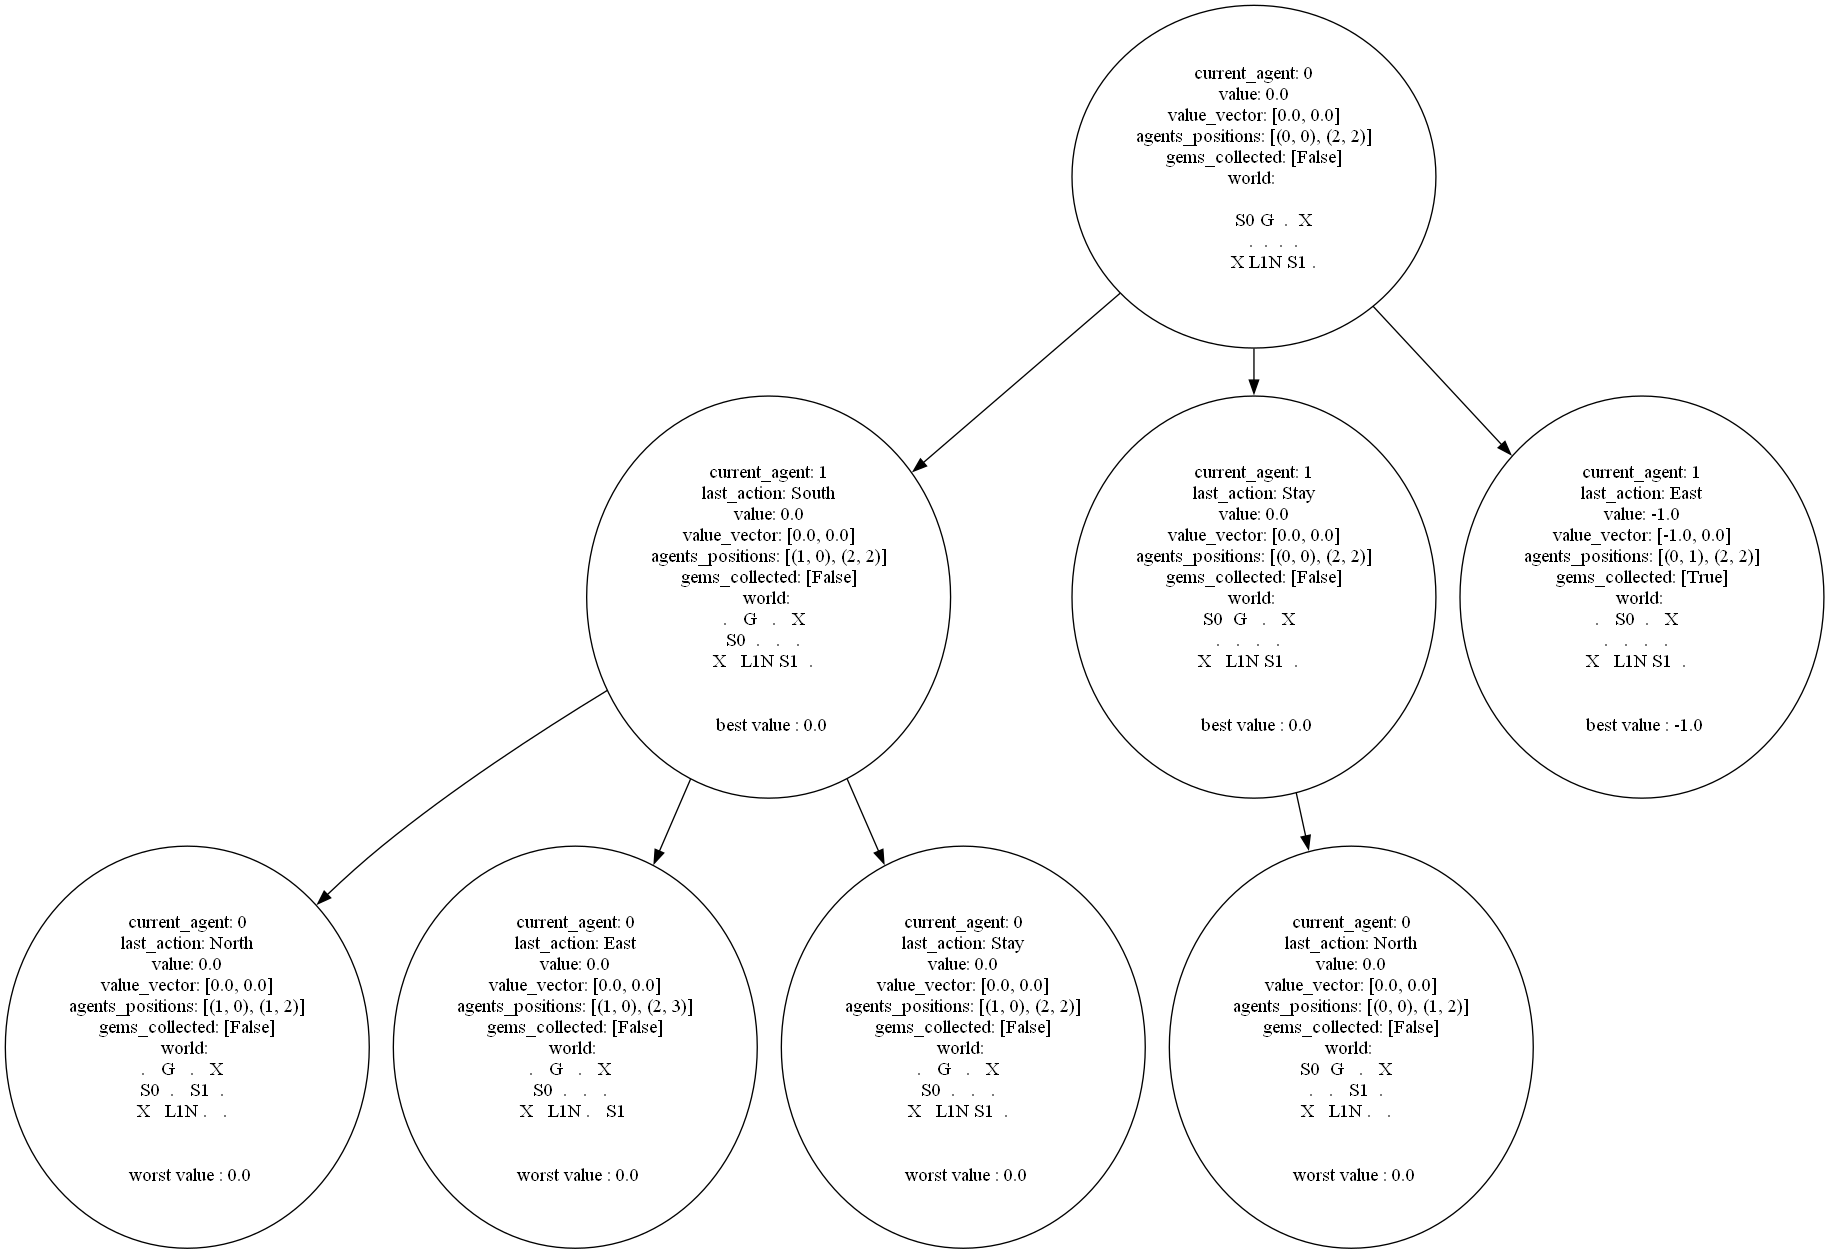 current_agent: 0
value: 0.0
value_vector: [0.0, 0.0]
agents_positions: [(0, 0), (2, 2)]
gems_collected: [False]
world:
S0 G . X
. . . .
X L1N S1 .
current_agent: 1
last_action: South
value: 0.0
value_vector: [0.0, 0.0]
agents_positions: [(1, 0), (2, 2)]
gems_collected: [False]
world:
. G . X
S0 . . .
X L1N S1 .
best value : 0.0
current_agent: 1
last_action: Stay
value: 0.0
value_vector: [0.0, 0.0]
agents_positions: [(0, 0), (2, 2)]
gems_collected: [False]
world:
S0 G . X
. . . .
X L1N S1 .
best value : 0.0
current_agent: 1
last_action: East
value: -1.0
value_vector: [-1.0, 0.0]
agents_positions: [(0, 1), (2, 2)]
gems_collected: [True]
world:
. S0 . X
. . . .
X L1N S1 .
best value : -1.0
current_agent: 0
last_action: North
value: 0.0
value_vector: [0.0, 0.0]
agents_positions: [(1, 0), (1, 2)]
gems_collected: [False]
world:
. G . X
S0 . S1 .
X L1N . .
worst value : 0.0
current_agent: 0
last_action: East
value: 0.0
value_vector: [0.0, 0.0]
agents_positions: [(1, 0), (2, 3)]
gems_collected: [False]
world:
. G . X
S0 . . .
X L1N . S1
worst value : 0.0
current_agent: 0
last_action: Stay
value: 0.0
value_vector: [0.0, 0.0]
agents_positions: [(1, 0), (2, 2)]
gems_collected: [False]
world:
. G . X
S0 . . .
X L1N S1 .
worst value : 0.0
current_agent: 0
last_action: North
value: 0.0
value_vector: [0.0, 0.0]
agents_positions: [(0, 0), (1, 2)]
gems_collected: [False]
world:
S0 G . X
. . S1 .
X L1N . .
worst value : 0.0